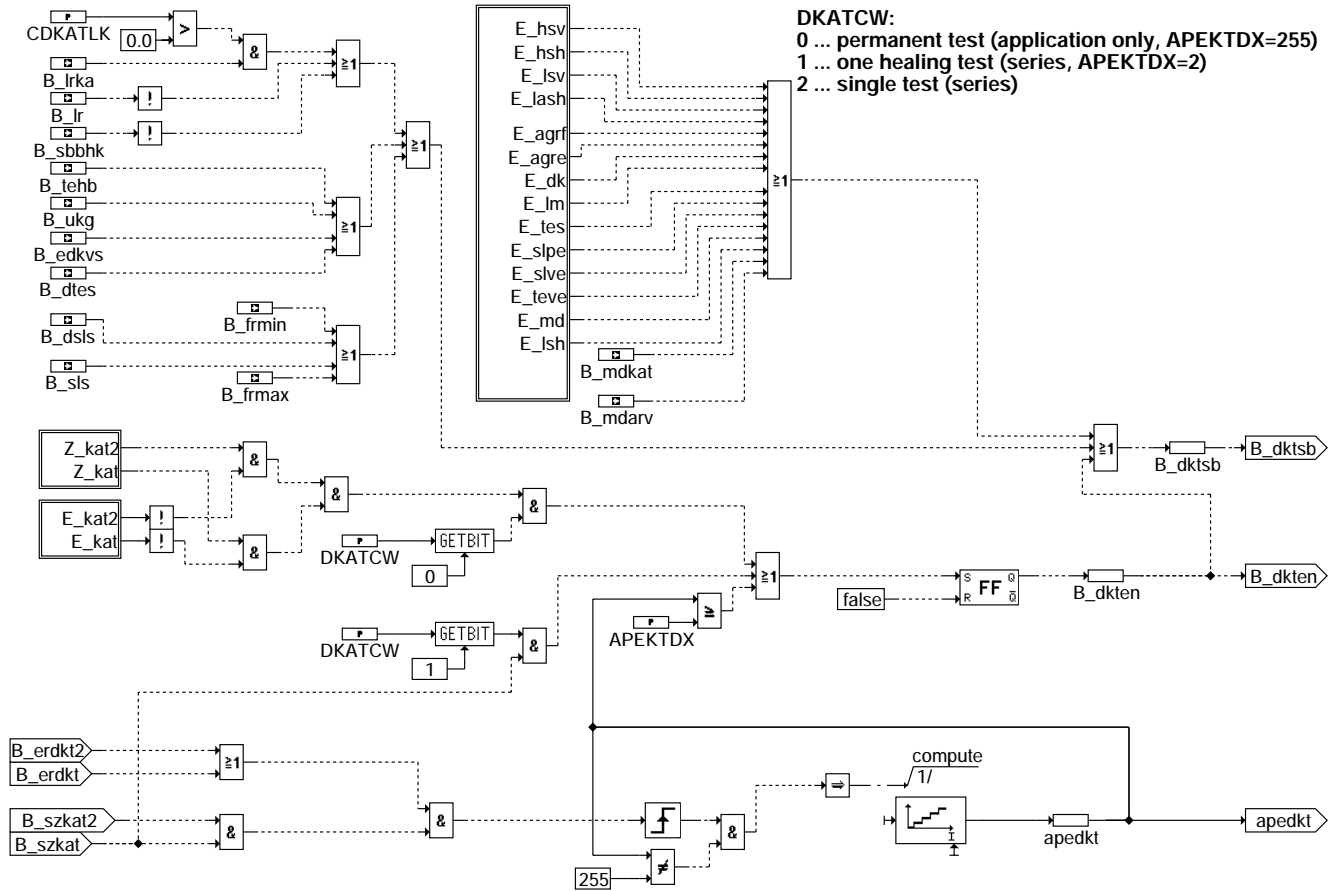 P
CDKATLK
0.0
>
&
≥1
B_lrka
B_lr
!
B_sbbhk
!
B_tehb
B_ukg
≥1
B_edkvs
B_dtes
≥1
B_frmin
B_dsls
≥1
B_sls
B_frmax
E_hsv
E_hsh
E_lsv
E_lash
E_agrf
E_agre
E_dk
E_lm
E_tes
E_slpe
E_slve
E_teve
E_md
E_lsh
B_mdkat
B_mdarv
≥1
DKATCW:
0 ... permanent test (application only, APEKTDX=255)
1 ... one healing test (series, APEKTDX=2)
2 ... single test (series)
Z_kat2
Z_kat
&
E_kat2
!
E_kat
!
&
&
P
DKATCW
GETBIT
0
&
≥1
B_dktsb
B_dktsb
P
DKATCW
GETBIT
1
&
P
APEKTDX
≥
≥1
false
S Q
FF
R Q
B_dkten
B_dkten
B_erdkt2
B_erdkt
≥1
B_szkat2
B_szkat
&
&
255
≠
&
⇒
compute
1/
I
I
apedkt
apedkt